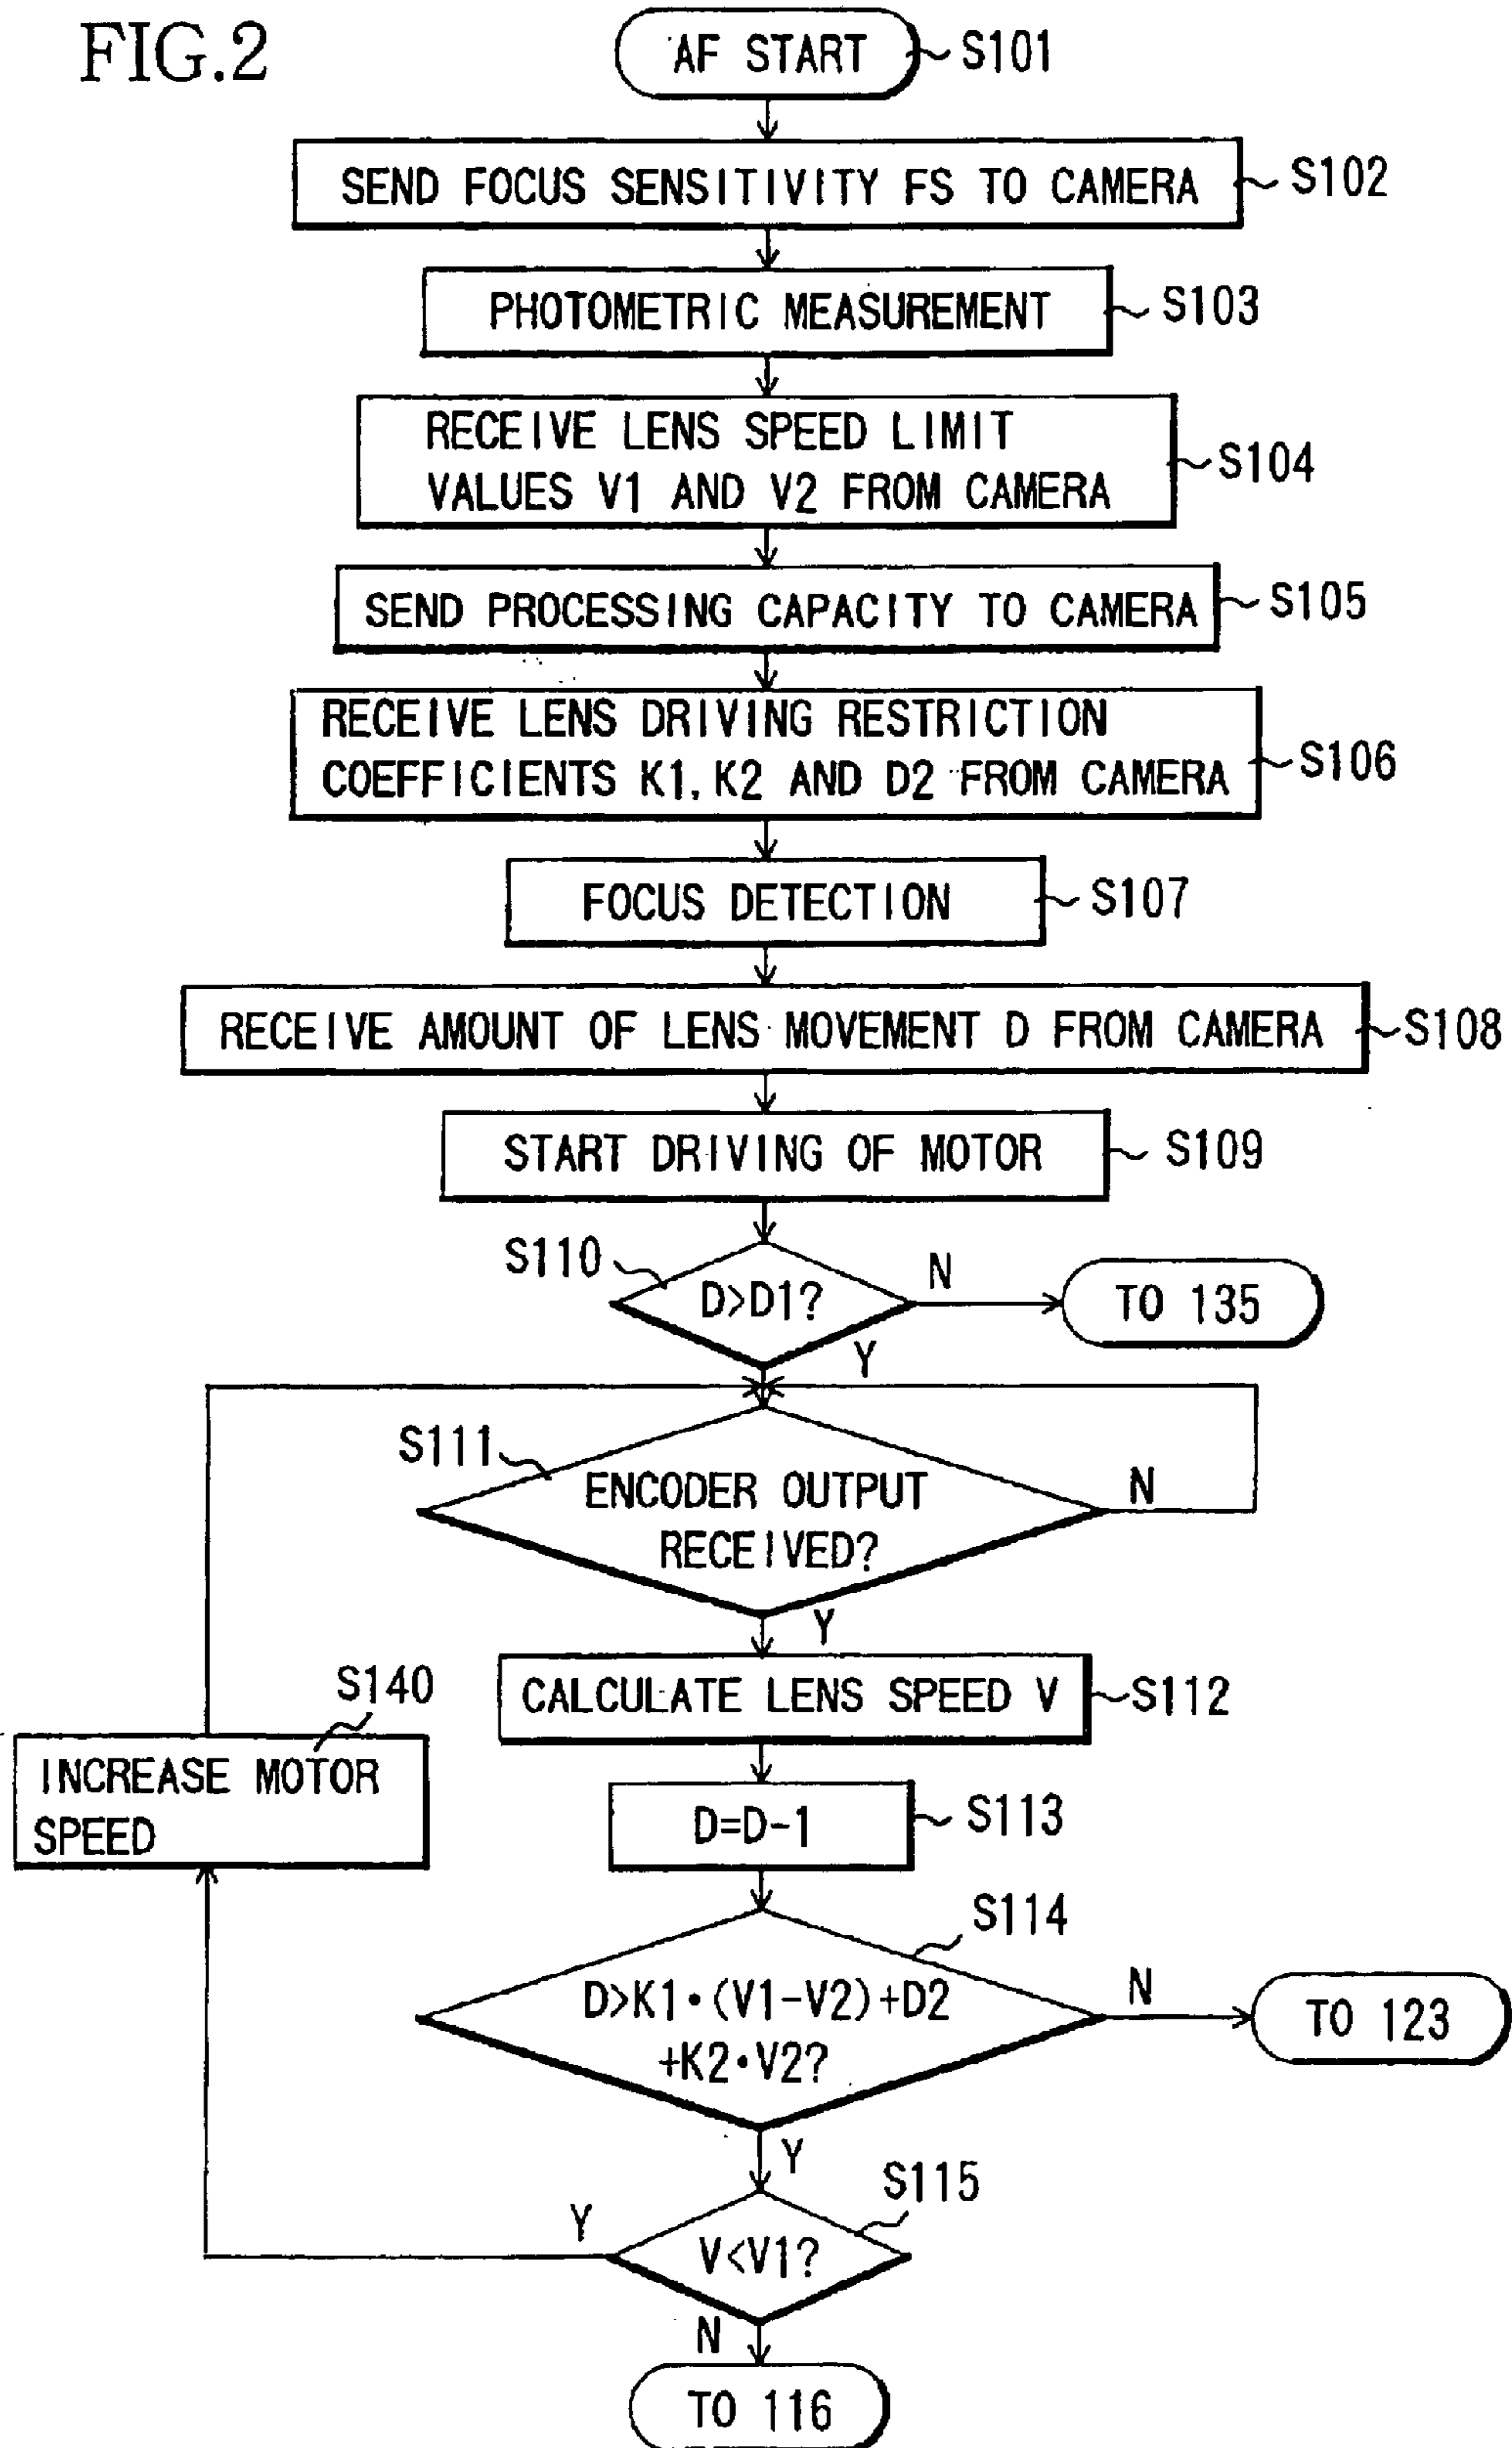 FIG.2
AF START
S101
SEND FOCUS SENSITIVITY FS TO CAMERA
S102
PHOTOMETRIC MEASUREMENT
S103
RECEIVE LENS SPEED LIMIT
VALUES V1 AND V2 FROM CAMERA
S104
SEND PROCESSING CAPACITY TO CAMERA
S105
RECEIVE LENS DRIVING RESTRICTION
COEFFICIENTS K1, K2 AND D2 FROM CAMERA
S106
FOCUS DETECTION
S107
RECEIVE AMOUNT OF LENS MOVEMENT D FROM CAMERA
S108
START DRIVING OF MOTOR
S109
S110
D>D1?
N
TO 135
Y
S111
ENCODER OUTPUT
RECEIVED?
N
Y
CALCULATE LENS SPEED V
S112
S140
INCREASE MOTOR
SPEED
D=D-1
S113
S114
D>K1•(V1-V2)+D2
+K2•V2?
N
TO 123
Y
S115
V<V1?
Y
N
TO 116